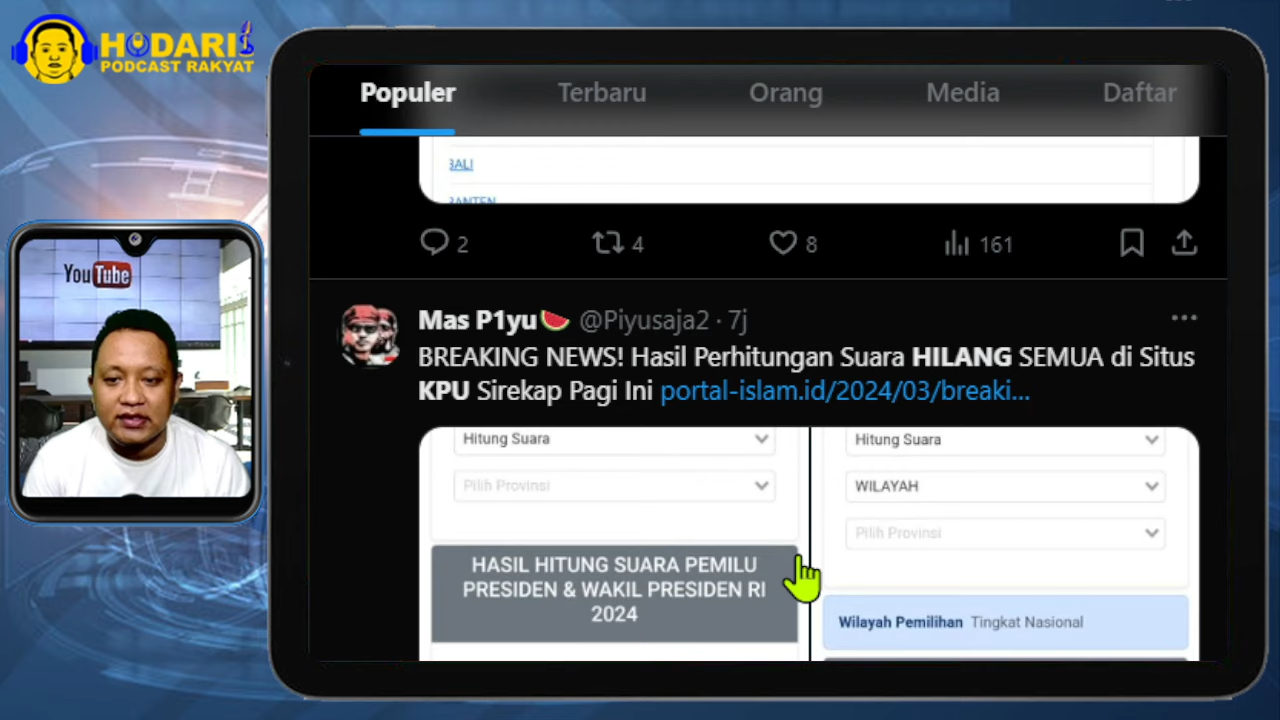 HODARI
PODCAST RAKYAT
Populer Terbaru Orang Media Daftar
BALI
BANTEN
2 4 8 161
YouTube
Mas P1yu🍉 @Piyusaja2 · 7j
BREAKING NEWS! Hasil Perhitungan Suara HILANG SEMUA di Situs
KPU Sirekap Pagi Ini portal-islam.id/2024/03/breaki...
Hitung Suara
Pilih Provinsi
HASIL HITUNG SUARA PEMILU
PRESIDEN & WAKIL PRESIDEN RI
2024
Hitung Suara
WILAYAH
Pilih Provinsi
Wilayah Pemilihan Tingkat Nasional